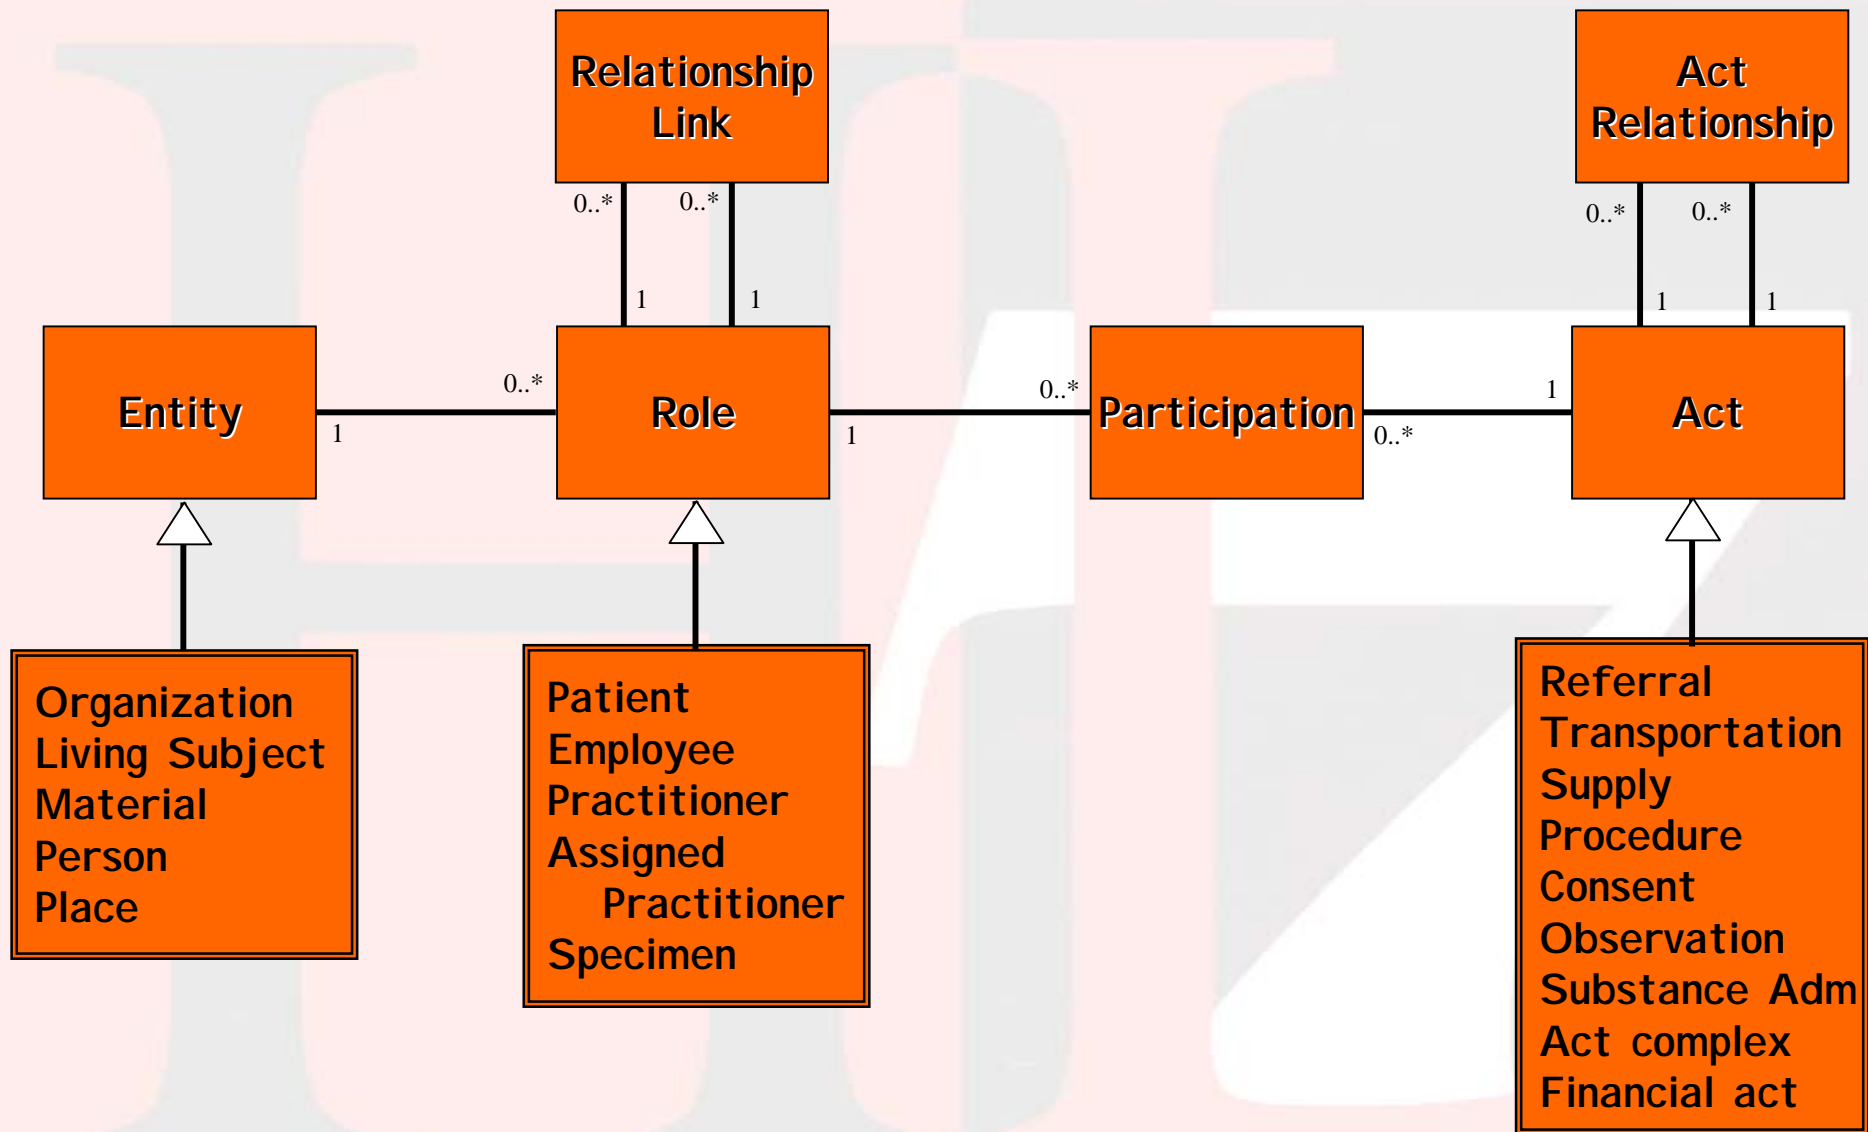 Relationship
Link
Act
Relationship
0..*
0..*
0..*
0..*
1
1
1
1
Entity
1
0..*
Role
1
0..*
Participation
0..*
1
Act
Organization
Living Subject
Material
Person
Place
Patient
Employee
Practitioner
Assigned
Practitioner
Specimen
Referral
Transportation
Supply
Procedure
Consent
Observation
Substance Adm
Act complex
Financial act